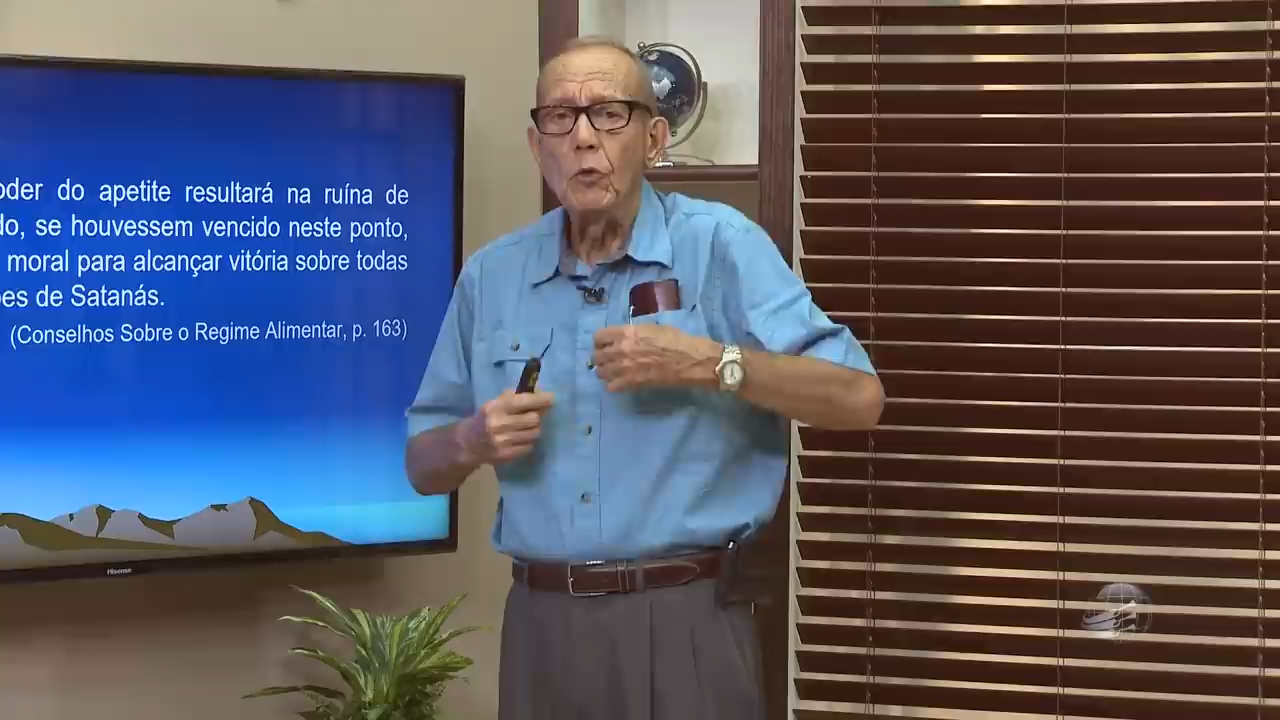 poder do apetite resultará na ruína de
do, se houvessem vencido neste ponto,
moral para alcançar vitória sobre todas
es de Satanás.
(Conselhos Sobre o Regime Alimentar, p. 163)
Hisense